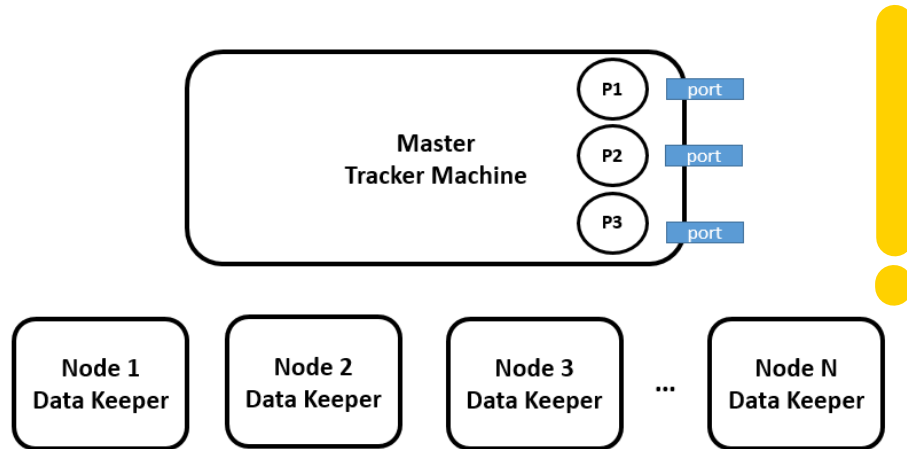 P1
port
Master
Tracker Machine
P2
port
P3
port
Node 1
Data Keeper
Node 2
Data Keeper
Node 3
Data Keeper
...
Node N
Data Keeper